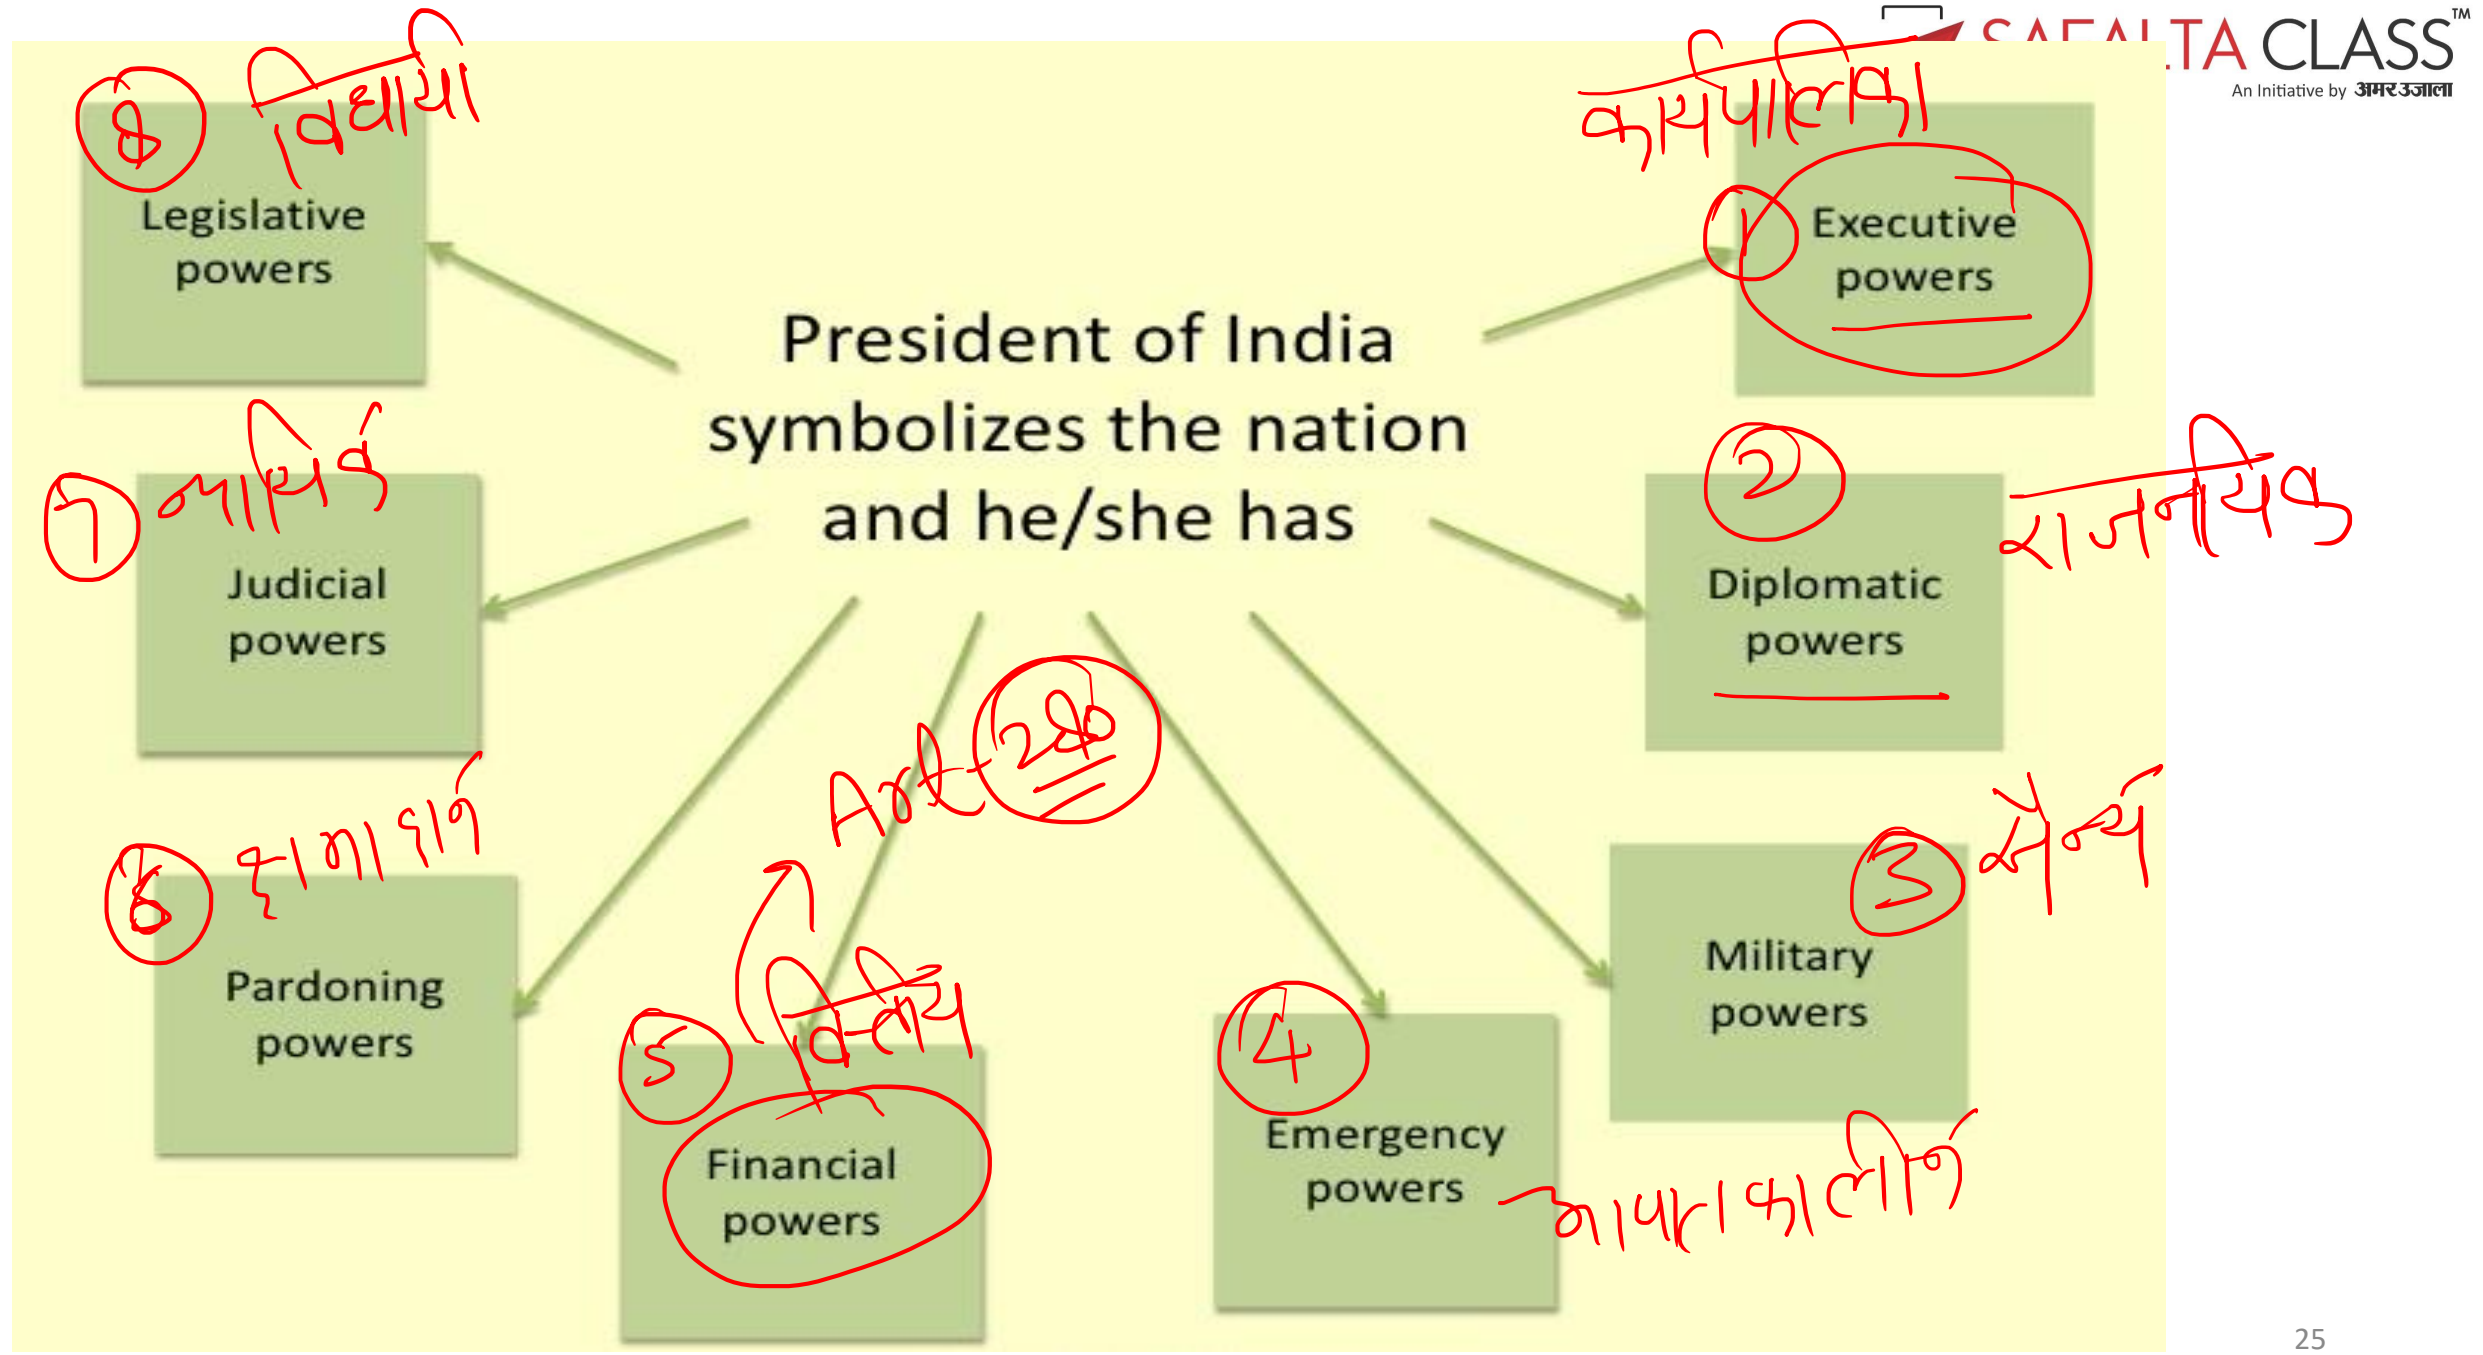 SAFALTA CLASS™
An Initiative by अमर उजाला
8 विधायी
Legislative
powers
कार्यपालिका
1
Executive
powers
President of India
symbolizes the nation
and he/she has
7 न्यायिक
Judicial
powers
2 राजनयिक
Diplomatic
powers
6 क्षमादान
Pardoning
powers
Art-280
5 वित्तीय
Financial
powers
4
Emergency
powers
आपातकालीन
3 सैन्य
Military
powers
25